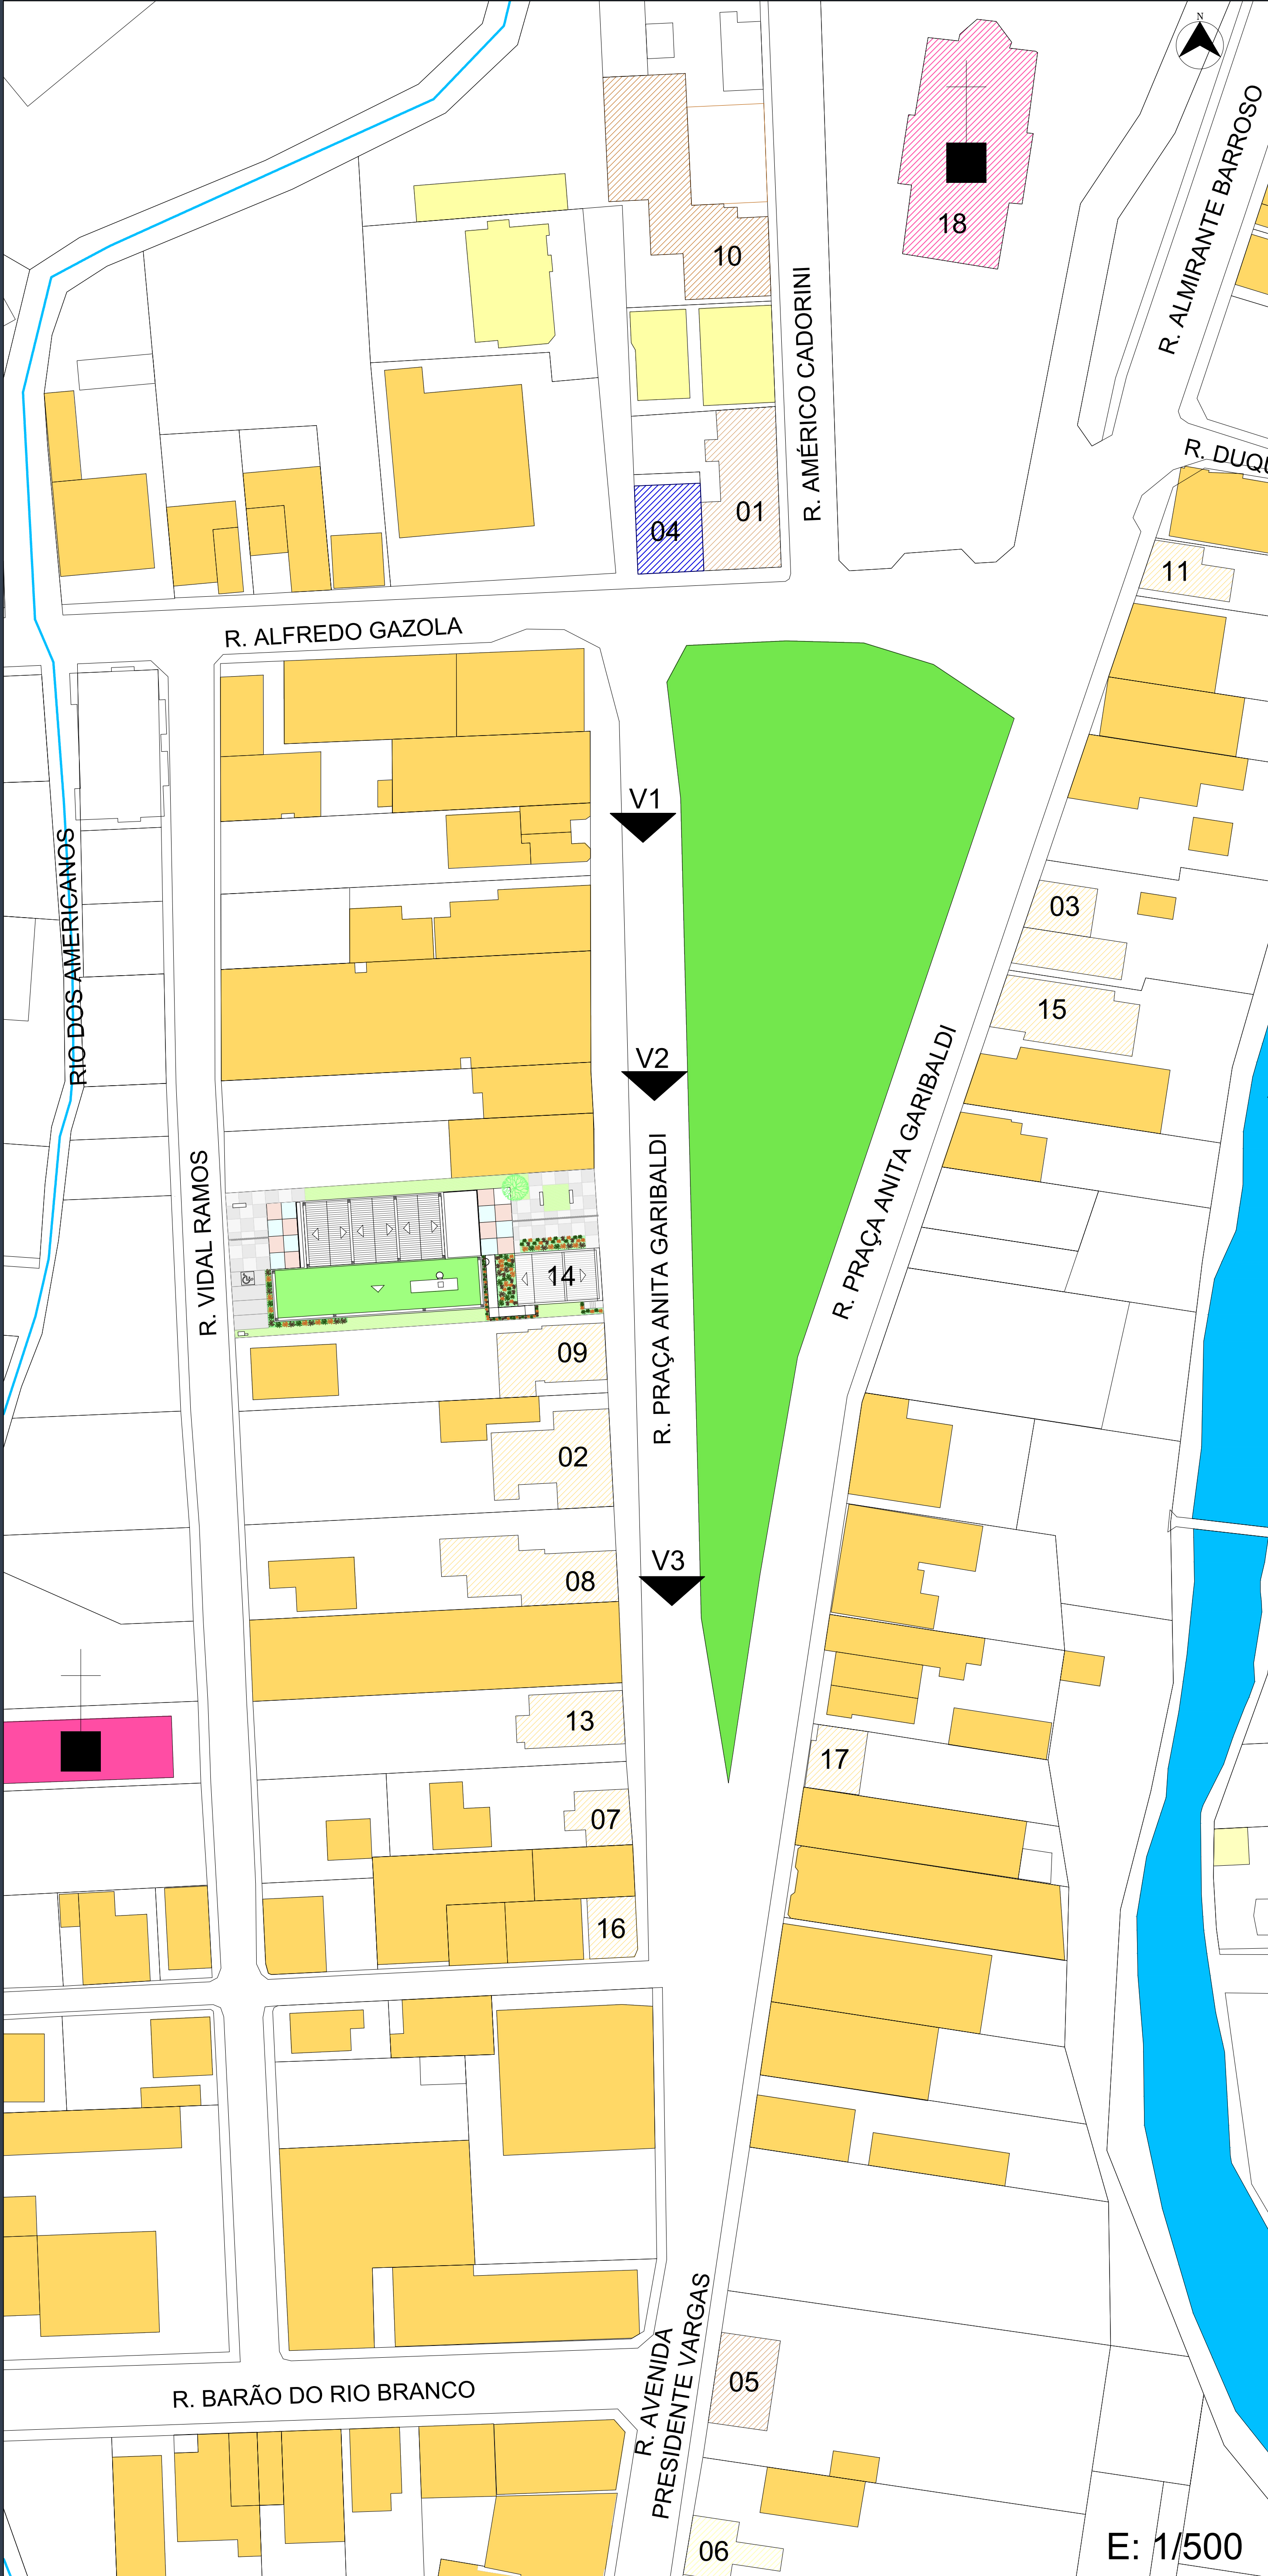 N
R. ALMIRANTE BARROSO
18
10
R. AMÉRICO CADORINI
R. DUQU
01
04
11
R. ALFREDO GAZOLA
V1
03
RIO DOS AMERICANOS
15
V2
R. PRAÇA ANITA GARIBALDI
R. PRAÇA ANITA GARIBALDI
R. VIDAL RAMOS
14
09
02
V3
08
13
17
07
16
R. AVENIDA
PRESIDENTE VARGAS
05
R. BARÃO DO RIO BRANCO
06
E: 1/500